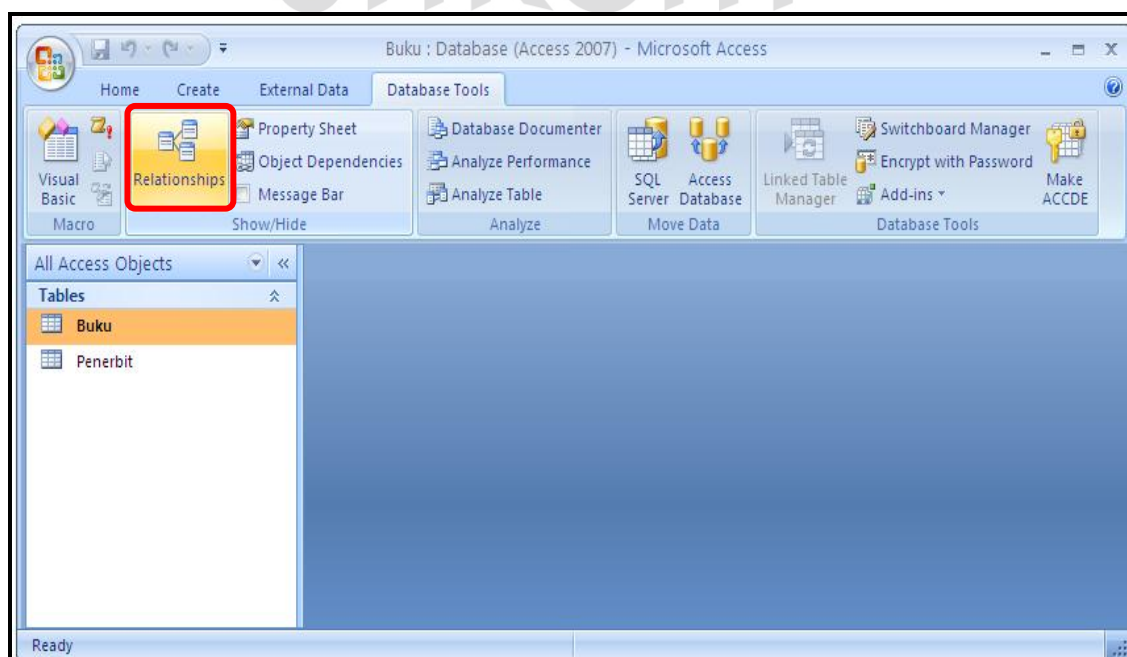 Buku : Database (Access 2007) - Microsoft Access
Home Create External Data Database Tools
Visual Basic
Macro
Relationships
Property Sheet
Object Dependencies
Message Bar
Show/Hide
Database Documenter
Analyze Performance
Analyze Table
Analyze
SQL Server
Access Database
Move Data
Linked Table Manager
Switchboard Manager
Encrypt with Password
Add-ins
Make ACCDE
Database Tools
All Access Objects
Tables
Buku
Penerbit
Ready